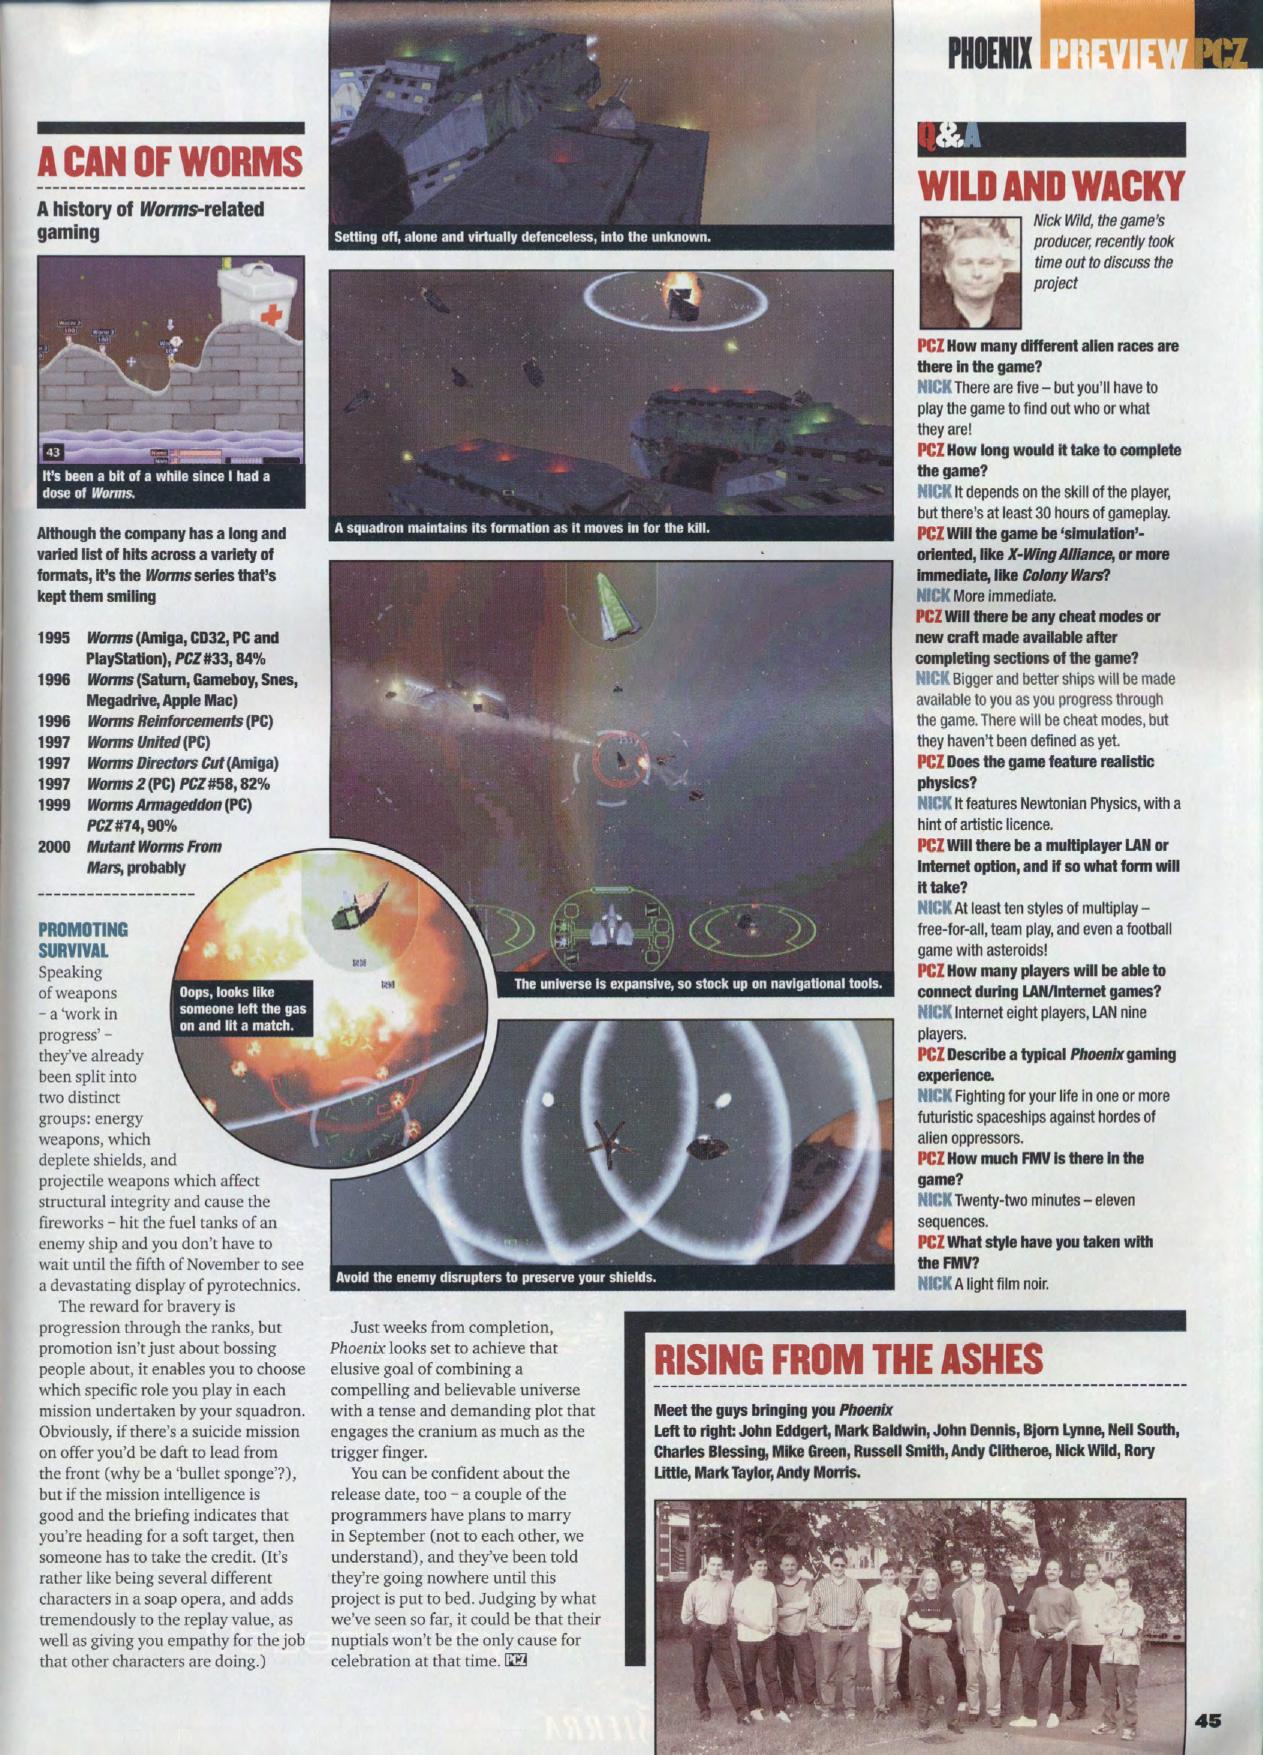 PHOENIX PREVIEW PCZ
A CAN OF WORMS
A history of Worms-related
gaming
43
It's been a bit of a while since I had a
dose of Worms.
Although the company has a long and
varied list of hits across a variety of
formats, it's the Worms series that's
kept them smiling
1995 Worms (Amiga, CD32, PC and
PlayStation), PCZ #33, 84%
1996 Worms (Saturn, Gameboy, Snes,
Megadrive, Apple Mac)
1996 Worms Reinforcements (PC)
1997 Worms United (PC)
1997 Worms Directors Cut (Amiga)
1997 Worms 2 (PC) PCZ #58, 82%
1999 Worms Armageddon (PC)
PCZ #74, 90%
2000 Mutant Worms From
Mars, probably
PROMOTING
SURVIVAL
Speaking
of weapons
– a 'work in
progress' –
they've already
been split into
two distinct
groups: energy
weapons, which
deplete shields, and
projectile weapons which affect
structural integrity and cause the
fireworks – hit the fuel tanks of an
enemy ship and you don't have to
wait until the fifth of November to see
a devastating display of pyrotechnics.
The reward for bravery is
progression through the ranks, but
promotion isn't just about bossing
people about, it enables you to choose
which specific role you play in each
mission undertaken by your squadron.
Obviously, if there's a suicide mission
on offer you'd be daft to lead from
the front (why be a 'bullet sponge'?),
but if the mission intelligence is
good and the briefing indicates that
you're heading for a soft target, then
someone has to take the credit. (It's
rather like being several different
characters in a soap opera, and adds
tremendously to the replay value, as
well as giving you empathy for the job
that other characters are doing.)
Setting off, alone and virtually defenceless, into the unknown.
A squadron maintains its formation as it moves in for the kill.
The universe is expansive, so stock up on navigational tools.
Oops, looks like
someone left the gas
on and lit a match.
Avoid the enemy disrupters to preserve your shields.
Just weeks from completion,
Phoenix looks set to achieve that
elusive goal of combining a
compelling and believable universe
with a tense and demanding plot that
engages the cranium as much as the
trigger finger.
You can be confident about the
release date, too – a couple of the
programmers have plans to marry
in September (not to each other, we
understand), and they've been told
they're going nowhere until this
project is put to bed. Judging by what
we've seen so far, it could be that their
nuptials won't be the only cause for
celebration at that time. PCZ
Q&A
WILD AND WACKY
Nick Wild, the game's
producer, recently took
time out to discuss the
project
PCZ How many different alien races are
there in the game?
NICK There are five – but you'll have to
play the game to find out who or what
they are!
PCZ How long would it take to complete
the game?
NICK It depends on the skill of the player,
but there's at least 30 hours of gameplay.
PCZ Will the game be 'simulation'-
oriented, like X-Wing Alliance, or more
immediate, like Colony Wars?
NICK More immediate.
PCZ Will there be any cheat modes or
new craft made available after
completing sections of the game?
NICK Bigger and better ships will be made
available to you as you progress through
the game. There will be cheat modes, but
they haven't been defined as yet.
PCZ Does the game feature realistic
physics?
NICK It features Newtonian Physics, with a
hint of artistic licence.
PCZ Will there be a multiplayer LAN or
Internet option, and if so what form will
it take?
NICK At least ten styles of multiplay –
free-for-all, team play, and even a football
game with asteroids!
PCZ How many players will be able to
connect during LAN/Internet games?
NICK Internet eight players, LAN nine
players.
PCZ Describe a typical Phoenix gaming
experience.
NICK Fighting for your life in one or more
futuristic spaceships against hordes of
alien oppressors.
PCZ How much FMV is there in the
game?
NICK Twenty-two minutes – eleven
sequences.
PCZ What style have you taken with
the FMV?
NICK A light film noir.
RISING FROM THE ASHES
Meet the guys bringing you Phoenix
Left to right: John Eddgert, Mark Baldwin, John Dennis, Bjorn Lynne, Neil South,
Charles Blessing, Mike Green, Russell Smith, Andy Clitheroe, Nick Wild, Rory
Little, Mark Taylor, Andy Morris.
45